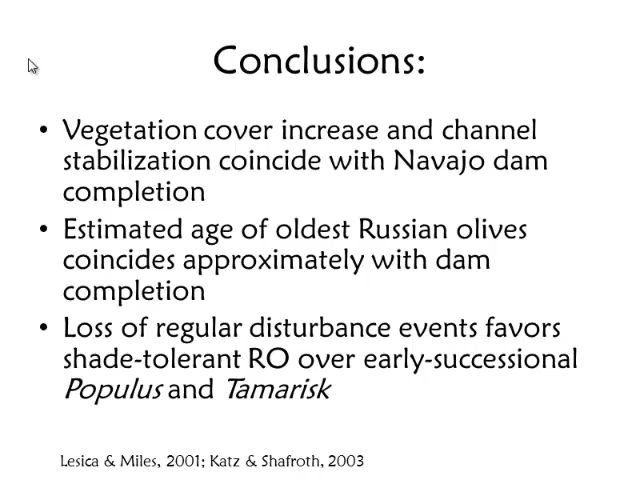 Conclusions:
• Vegetation cover increase and channel
stabilization coincide with Navajo dam
completion
• Estimated age of oldest Russian olives
coincides approximately with dam
completion
• Loss of regular disturbance events favors
shade-tolerant RO over early-successional
Populus and Tamarisk
Lesica & Miles, 2001; Katz & Shafroth, 2003